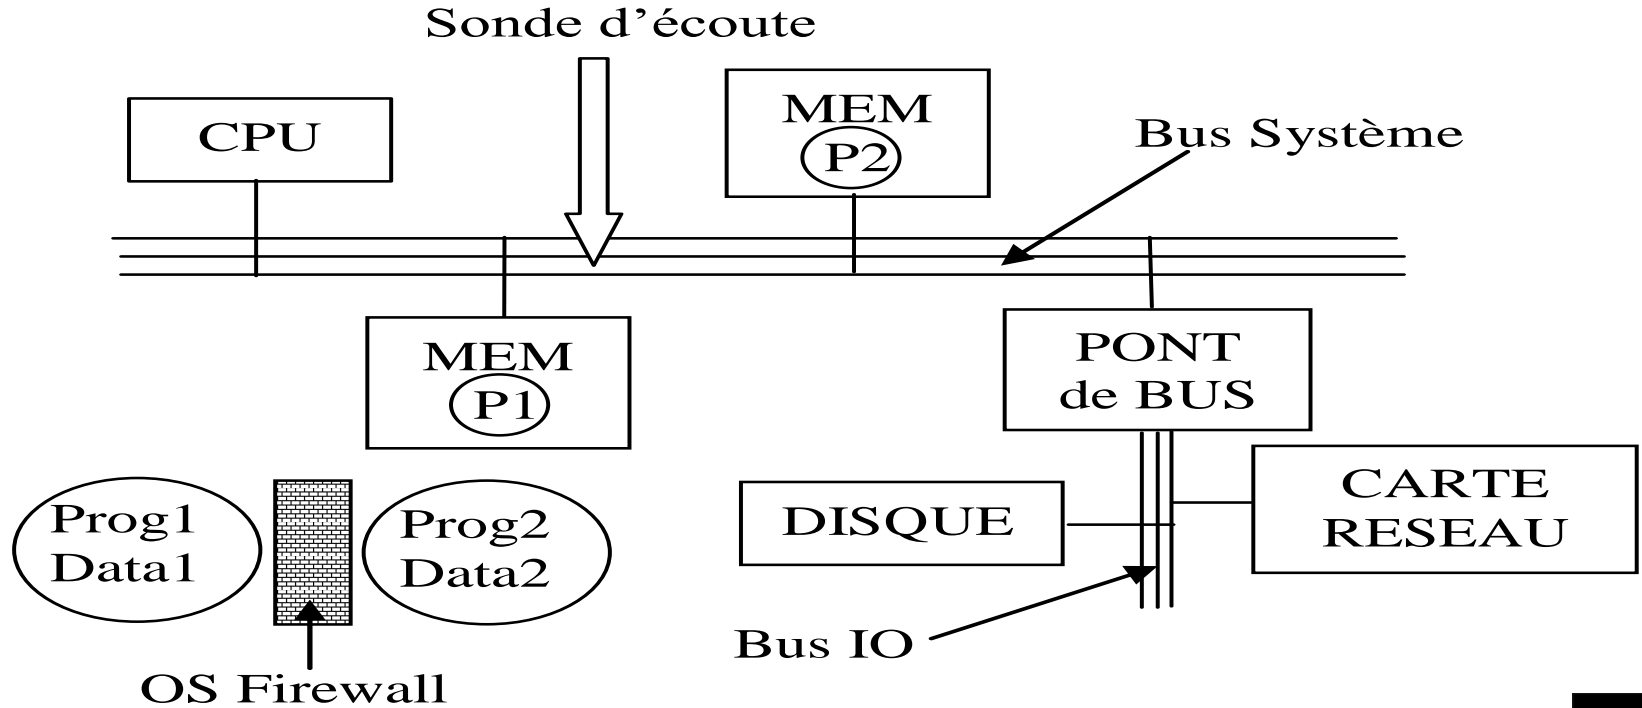 Sonde d'écoute
CPU
MEM
P2
Bus Système
MEM
P1
PONT
de BUS
Prog1
Data1
Prog2
Data2
DISQUE
CARTE
RESEAU
Bus IO
OS Firewall